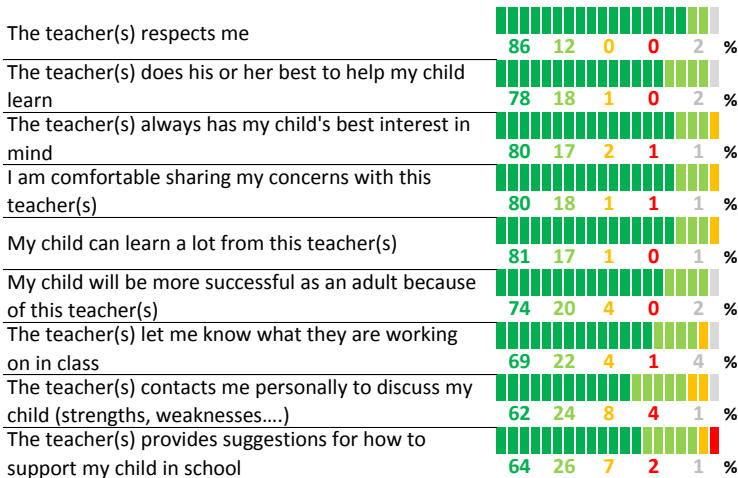 The teacher(s) respects me
86 12 0 0 2 %
The teacher(s) does his or her best to help my child
learn
78 18 1 0 2 %
The teacher(s) always has my child's best interest in
mind
80 17 2 1 1 %
I am comfortable sharing my concerns with this
teacher(s)
80 18 1 1 1 %
My child can learn a lot from this teacher(s)
81 17 1 0 1 %
My child will be more successful as an adult because
of this teacher(s)
74 20 4 0 2 %
The teacher(s) let me know what they are working
on in class
69 22 4 1 4 %
The teacher(s) contacts me personally to discuss my
child (strengths, weaknesses....)
62 24 8 4 1 %
The teacher(s) provides suggestions for how to
support my child in school
64 26 7 2 1 %